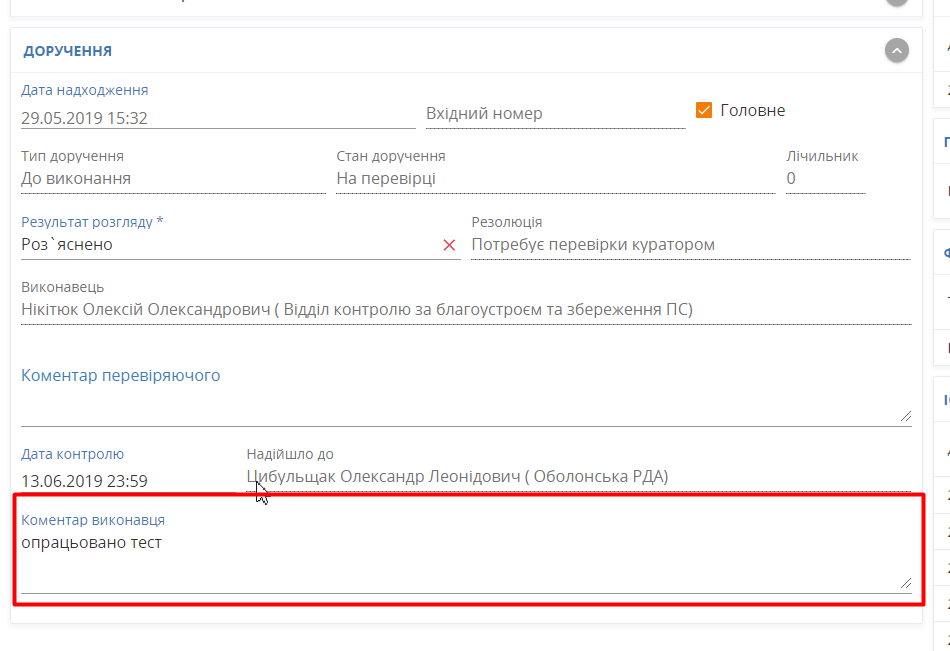 ДОРУЧЕННЯ
Дата надходження
29.05.2019 15:32
Вхідний номер
Головне
Тип доручення
До виконання
Стан доручення
На перевірці
Лічильник
0
Результат розгляду *
Роз`яснено
Резолюція
Потребує перевірки куратором
Виконавець
Нікітюк Олексій Олександрович ( Відділ контролю за благоустроєм та збереження ПС)
Коментар перевіряючого
Дата контролю
13.06.2019 23:59
Надійшло до
Цибульщак Олександр Леонідович ( Оболонська РДА)
Коментар виконавця
опрацьовано тест